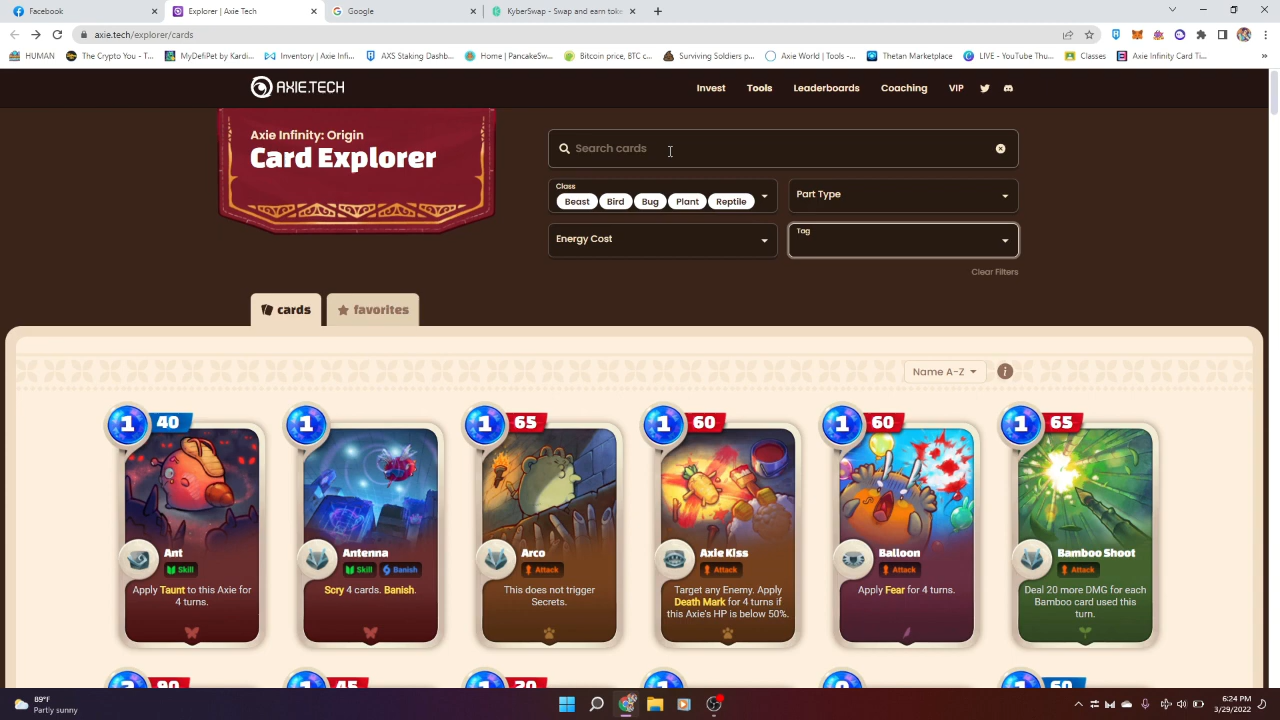 Facebook
Explorer | Axie Tech
Google
KyberSwap - Swap and earn toke
axie.tech/explorer/cards
HUMAN
The Crypto You - T...
MyDefiPet by Kardi...
Inventory | Axie Infi...
AXS Staking Dashb...
Home | PancakeSw...
Bitcoin price, BTC c...
Surviving Soldiers p...
Axie World | Tools -...
Thetan Marketplace
LIVE - YouTube Thu...
Classes
Axie Infinity Card Ti...
»
AXIE.TECH
Invest
Tools
Leaderboards
Coaching
VIP
Axie Infinity: Origin
Card Explorer
Search cards
Class
Beast
Bird
Bug
Plant
Reptile
Part Type
Energy Cost
Tag
Clear Filters
cards
favorites
Name A-Z
i
1 40
1
1 65
1 60
1 60
1 65
Ant
Skill
Apply Taunt to this Axie for
4 turns.
Antenna
Skill
Banish
Scry 4 cards. Banish.
Arco
Attack
This does not trigger
Secrets.
Axie Kiss
Attack
Target any Enemy. Apply
Death Mark for 4 turns if
this Axie's HP is below 50%.
Balloon
Attack
Apply Fear for 4 turns.
Bamboo Shoot
Attack
Deal 20 more DMG for each
Bamboo card used this
turn.
89°F
Partly sunny
6:24 PM
3/29/2022